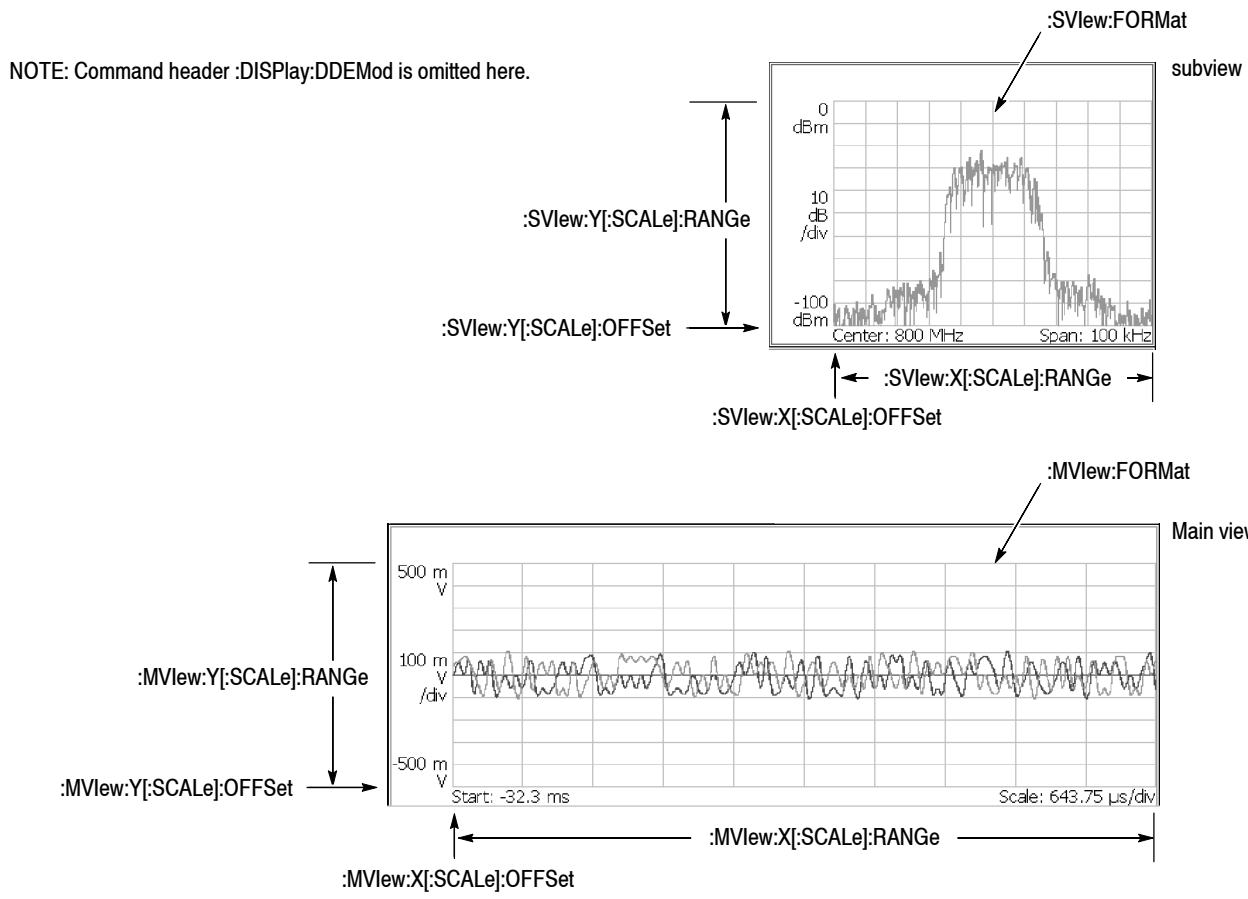 :SVIew:FORMat
NOTE: Command header :DISPlay:DDEMod is omitted here.
subview
0
dBm
:SVIew:Y[:SCALe]:RANGe
10
dB
/div
-100
dBm
:SVIew:Y[:SCALe]:OFFSet
Center: 800 MHz
Span: 100 kHz
:SVIew:X[:SCALe]:RANGe
:SVIew:X[:SCALe]:OFFSet
:MVIew:FORMat
Main view
500 m
V
:MVIew:Y[:SCALe]:RANGe
100 m
V
/div
-500 m
V
:MVIew:Y[:SCALe]:OFFSet
Start: -32.3 ms
Scale: 643.75 µs/div
:MVIew:X[:SCALe]:RANGe
:MVIew:X[:SCALe]:OFFSet